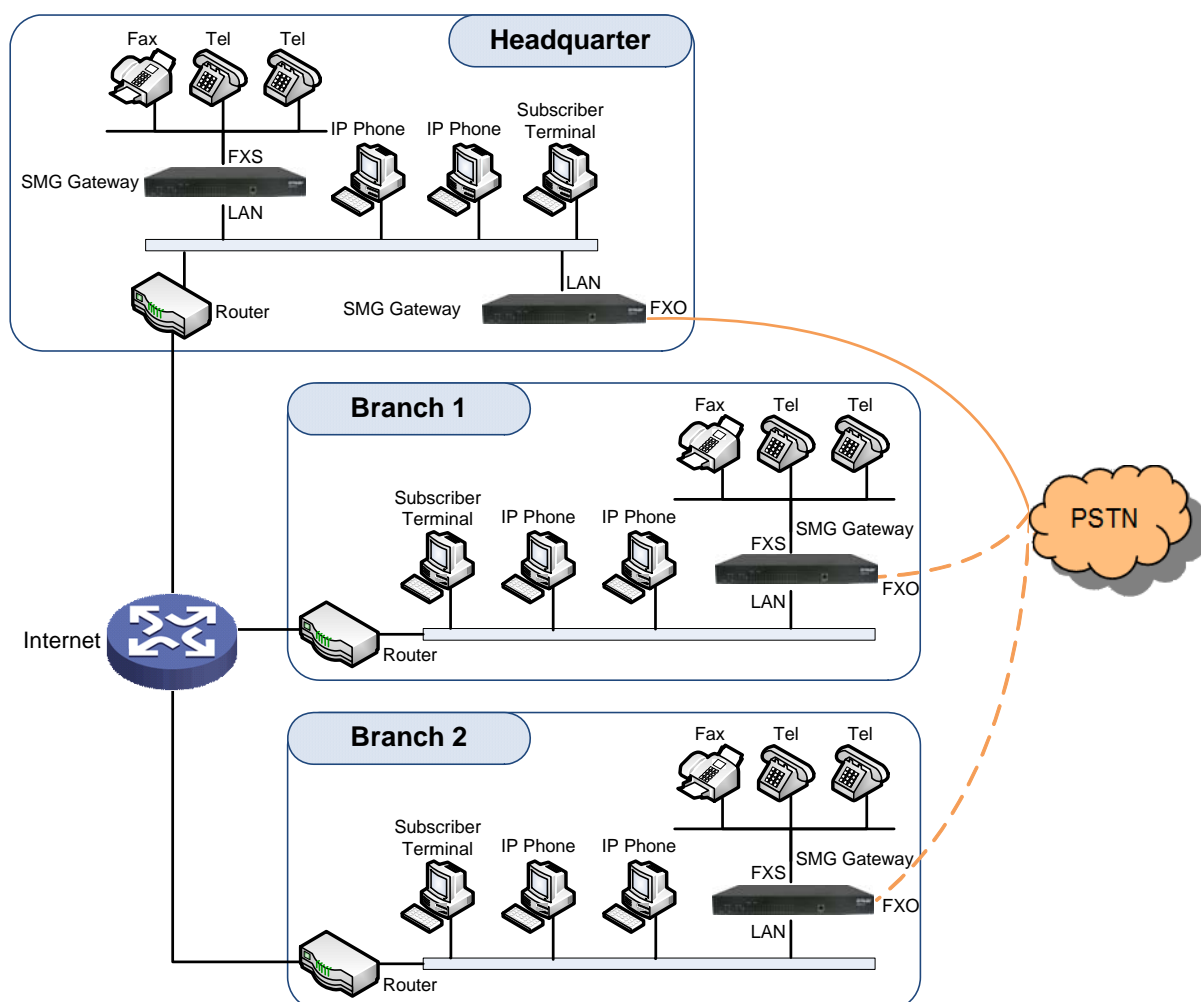 Headquarter
Fax
Tel
Tel
IP Phone
IP Phone
Subscriber
Terminal
FXS
SMG Gateway
LAN
LAN
Router
SMG Gateway
FXO
Branch 1
Fax
Tel
Tel
Subscriber
Terminal
IP Phone
IP Phone
SMG Gateway
FXS
FXO
LAN
Router
PSTN
Internet
Branch 2
Fax
Tel
Tel
Subscriber
Terminal
IP Phone
IP Phone
SMG Gateway
FXS
FXO
LAN
Router